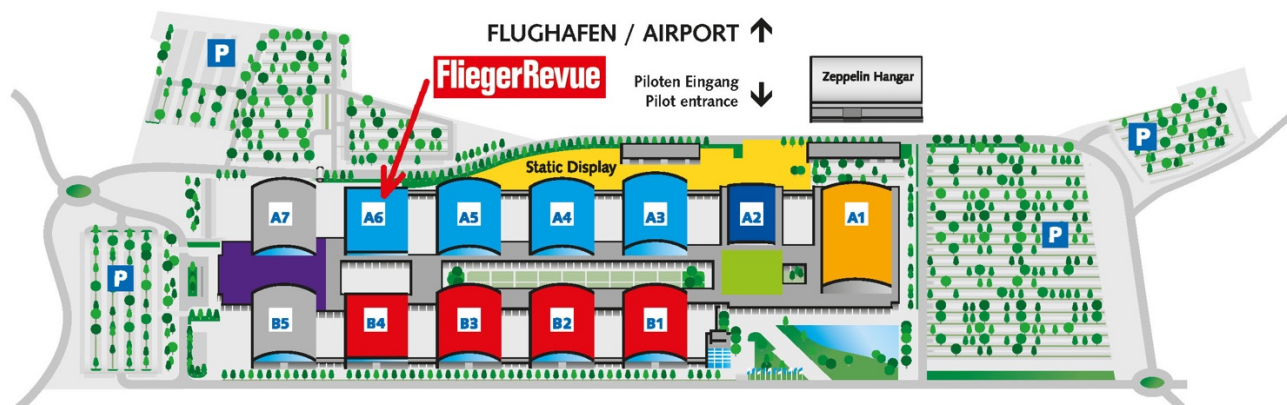 FLUGHAFEN / AIRPORT
P
FliegerRevue
Piloten Eingang
Pilot entrance
Zeppelin Hangar
P
Static Display
A7
A6
A5
A4
A3
A2
A1
P
P
B5
B4
B3
B2
B1